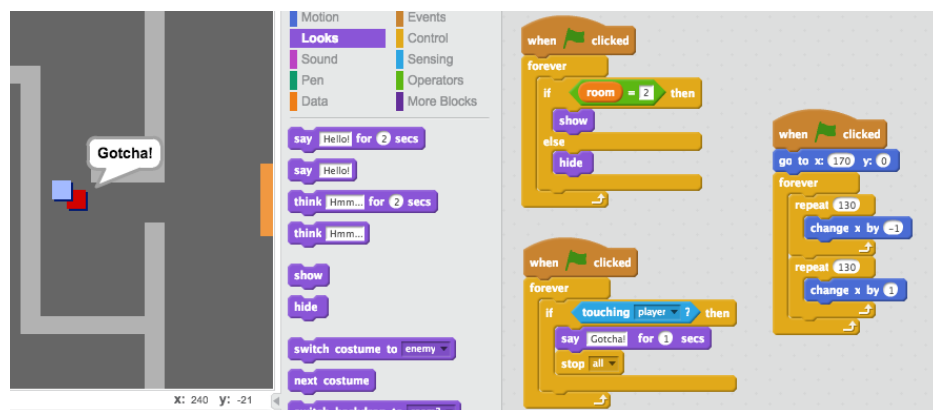 Gotcha!
X: 240 Y: -21
Motion
Looks
Sound
Pen
Data
Events
Control
Sensing
Operators
More Blocks
say Hello! for 2 secs
say Hello!
think Hmm... for 2 secs
think Hmm...
show
hide
switch costume to enemy
next costume
when clicked
forever
if room = 2 then
show
else
hide
when clicked
forever
if touching player ? then
say Gotcha! for 1 secs
stop all
when clicked
go to x: 170 y: 0
forever
repeat 130
change x by -1
repeat 130
change x by 1